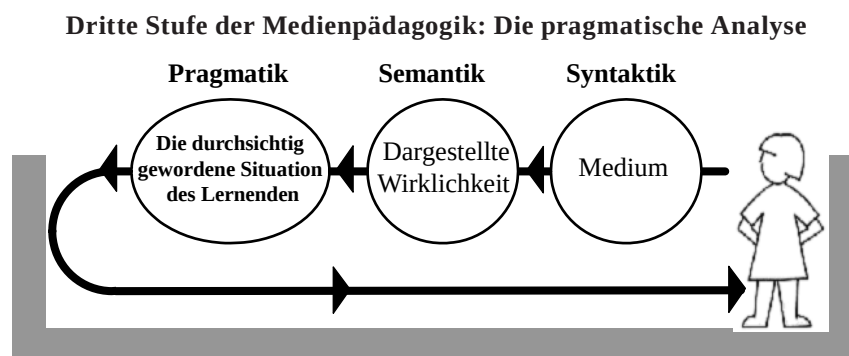 Dritte Stufe der Medienpädagogik: Die pragmatische Analyse
Pragmatik
Semantik
Syntaktik
Die durchsichtig
gewordene Situation
des Lernenden
Dargestellte
Wirklichkeit
Medium